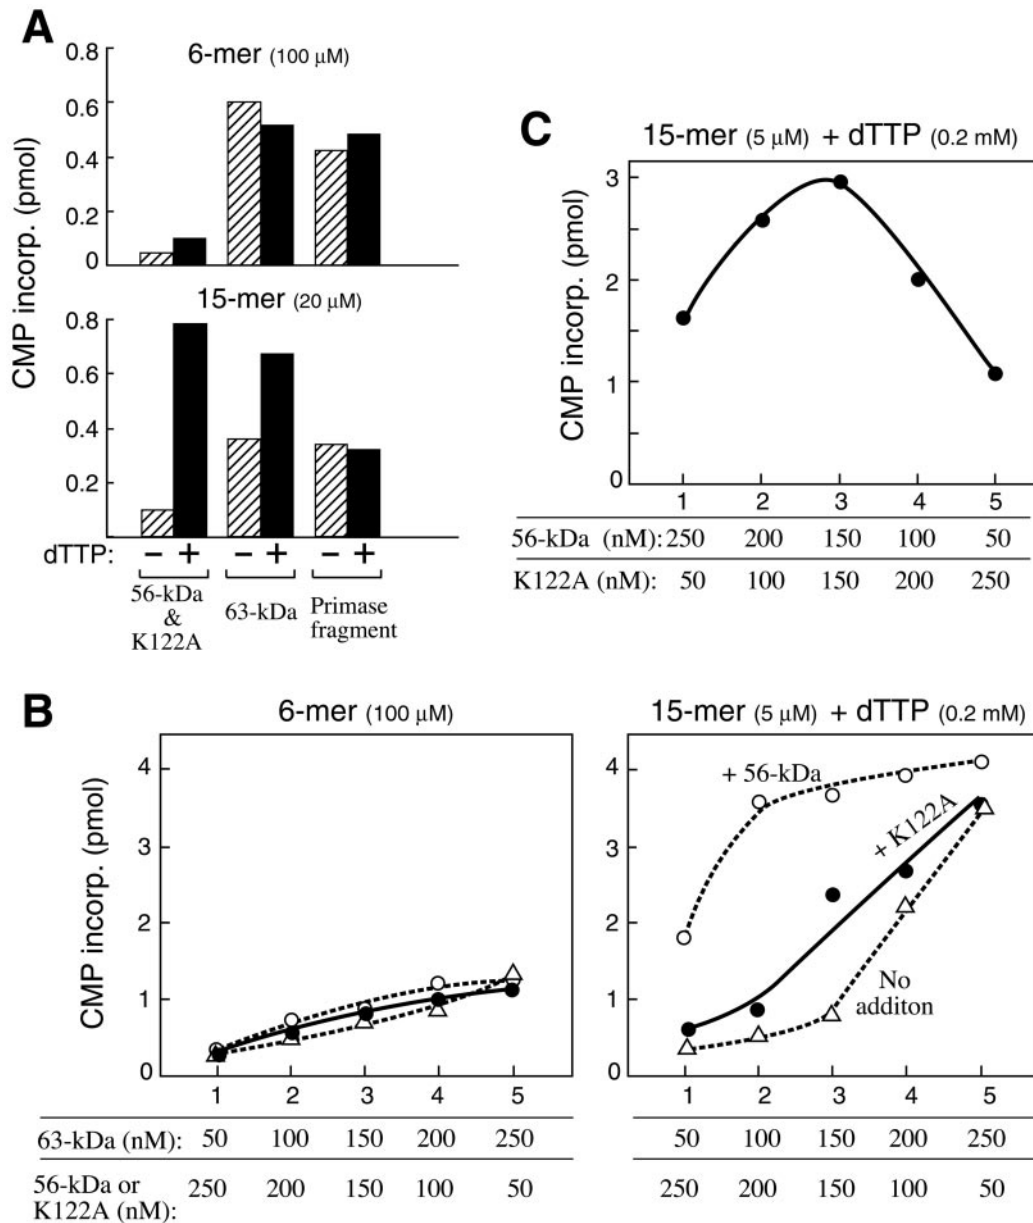 A
6-mer (100 μM)
0.8
0.6
0.4
0.2
0
CMP incorp. (pmol)
15-mer (20 μM)
0.8
0.6
0.4
0.2
dTTP: − + − + − +
56-kDa & K122A
63-kDa
Primase fragment
C
15-mer (5 μM) + dTTP (0.2 mM)
CMP incorp. (pmol)
3
2
1
0
1 2 3 4 5
56-kDa (nM): 250 200 150 100 50
K122A (nM): 50 100 150 200 250
B
6-mer (100 μM)
CMP incorp. (pmol)
4
3
2
1
0
1 2 3 4 5
15-mer (5 μM) + dTTP (0.2 mM)
4
3
2
1
0
+ 56-kDa
+ K122A
No
additon
1 2 3 4 5
63-kDa (nM): 50 100 150 200 250 50 100 150 200 250
56-kDa or
K122A (nM): 250 200 150 100 50 250 200 150 100 50